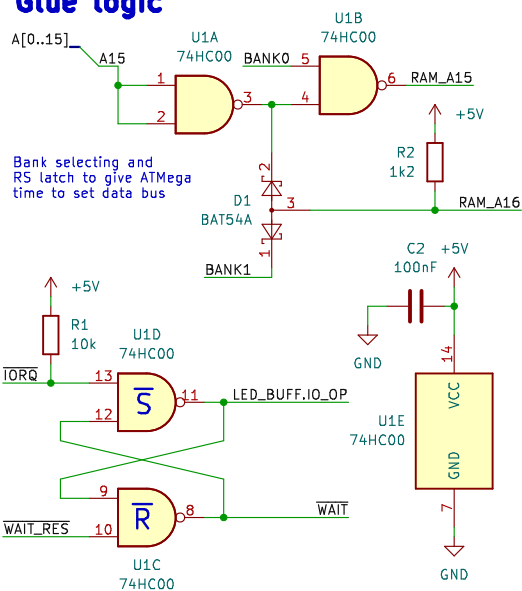 Glue logic
A[0..15]
A15
U1A
74HC00
1
2
3
BANK0
U1B
74HC00
5
4
6
RAM_A15
+5V
R2
1k2
Bank selecting and
RS latch to give ATMega
time to set data bus
2
D1
BAT54A
3
1
RAM_A16
BANK1
C2
100nF
+5V
GND
+5V
R1
10k
IORQ
U1D
74HC00
13
12
S
11
LED_BUFF.IO_OP
9
10
R
8
WAIT
WAIT_RES
U1C
74HC00
14
VCC
U1E
74HC00
GND
7
GND